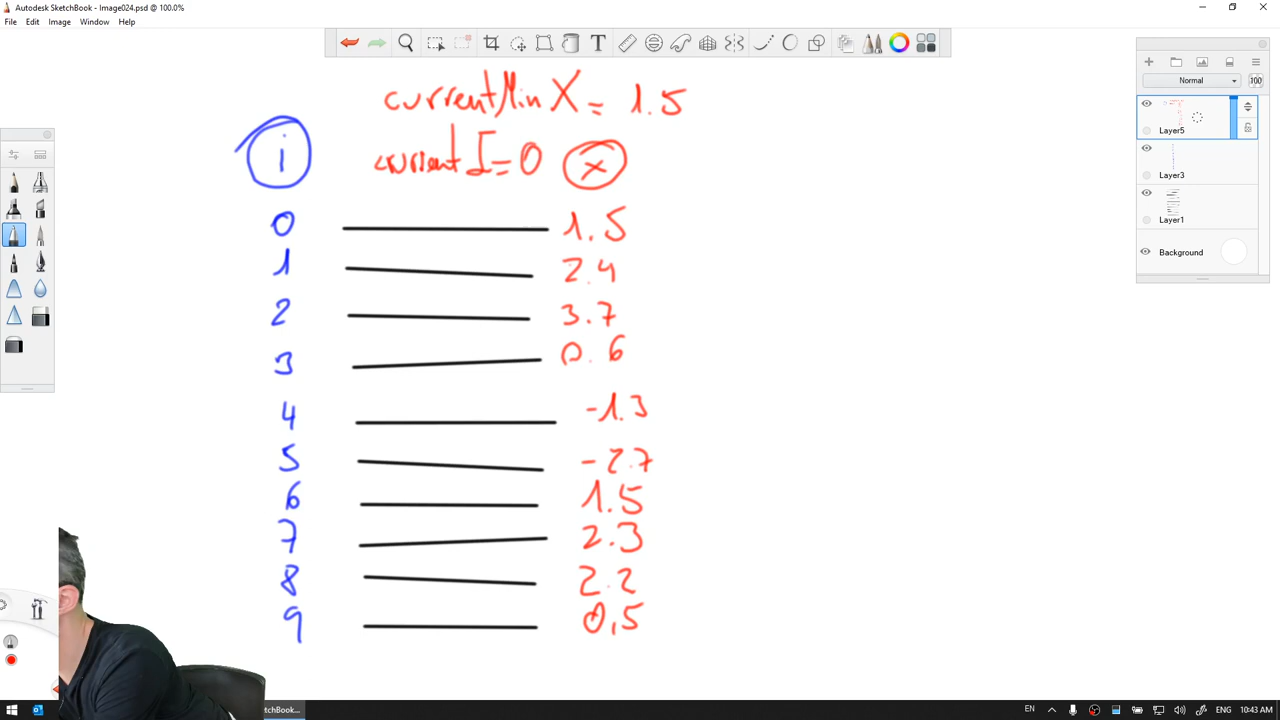 Autodesk SketchBook - Image024.psd @ 100.0%
File Edit Image Window Help
Normal 100
Layer5
Layer3
Layer1
Background
currentMin X = 1.5
i currentI = 0 x
0 1.5
1 2.4
2 3.7
3 0.6
4 -1.3
5 -2.7
6 1.5
7 2.3
8 2.2
9 0,5
tchBook-...
EN 10:43 AM